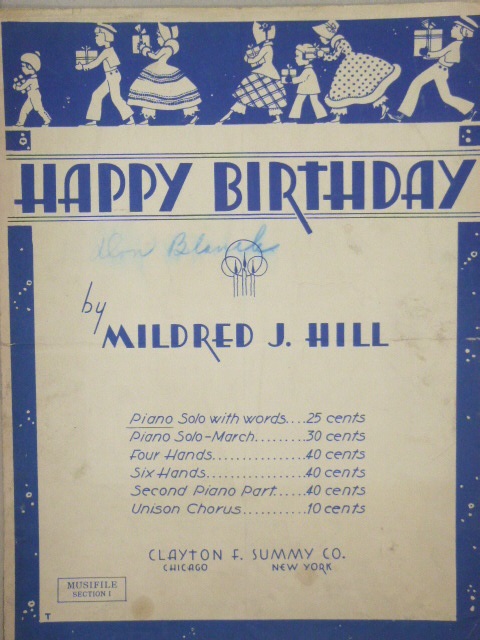 HAPPY BIRTHDAY
Don
by
MILDRED J. HILL
Piano Solo with words....25 cents
Piano Solo-March.........30 cents
Four Hands...............40 cents
Six Hands................40 cents
Second Piano Part.....40 cents
Unison Chorus...........10 cents
CLAYTON F. SUMMY CO.
CHICAGO NEW YORK
MUSIFILE
SECTION 1
T